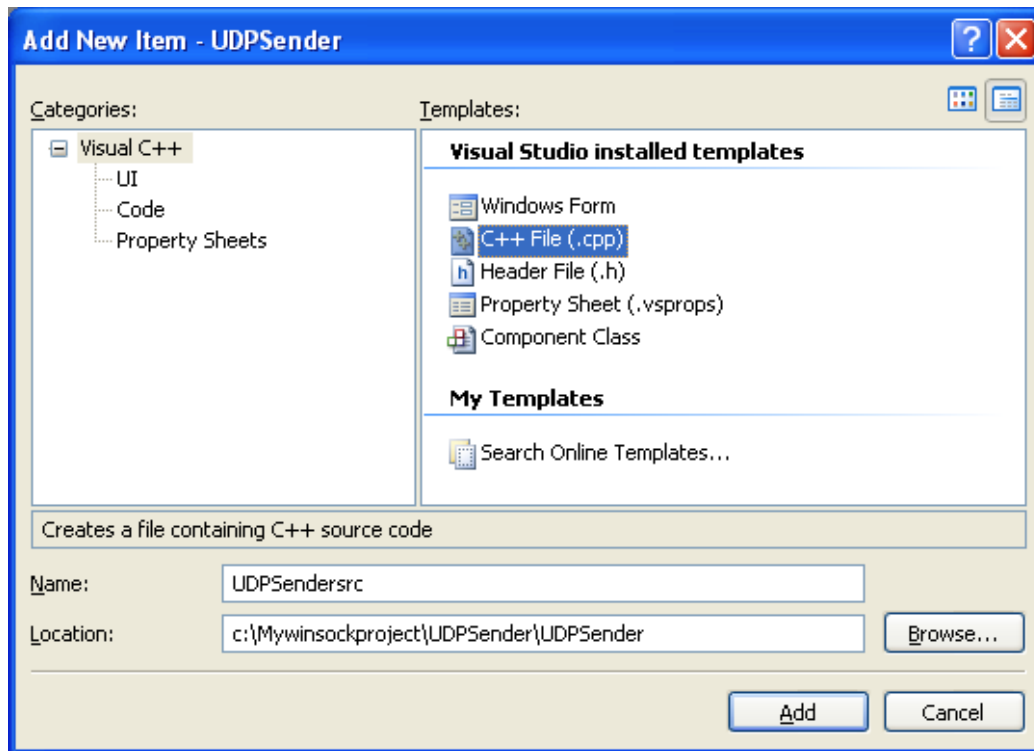 Add New Item - UDPSender
?
Categories:
Templates:
Visual C++
UI
Code
Property Sheets
Visual Studio installed templates
Windows Form
C++ File (.cpp)
Header File (.h)
Property Sheet (.vsprops)
Component Class
My Templates
Search Online Templates...
Creates a file containing C++ source code
Name:
UDPSendersrc
Location:
c:\Mywinsockproject\UDPSender\UDPSender
Browse...
Add
Cancel